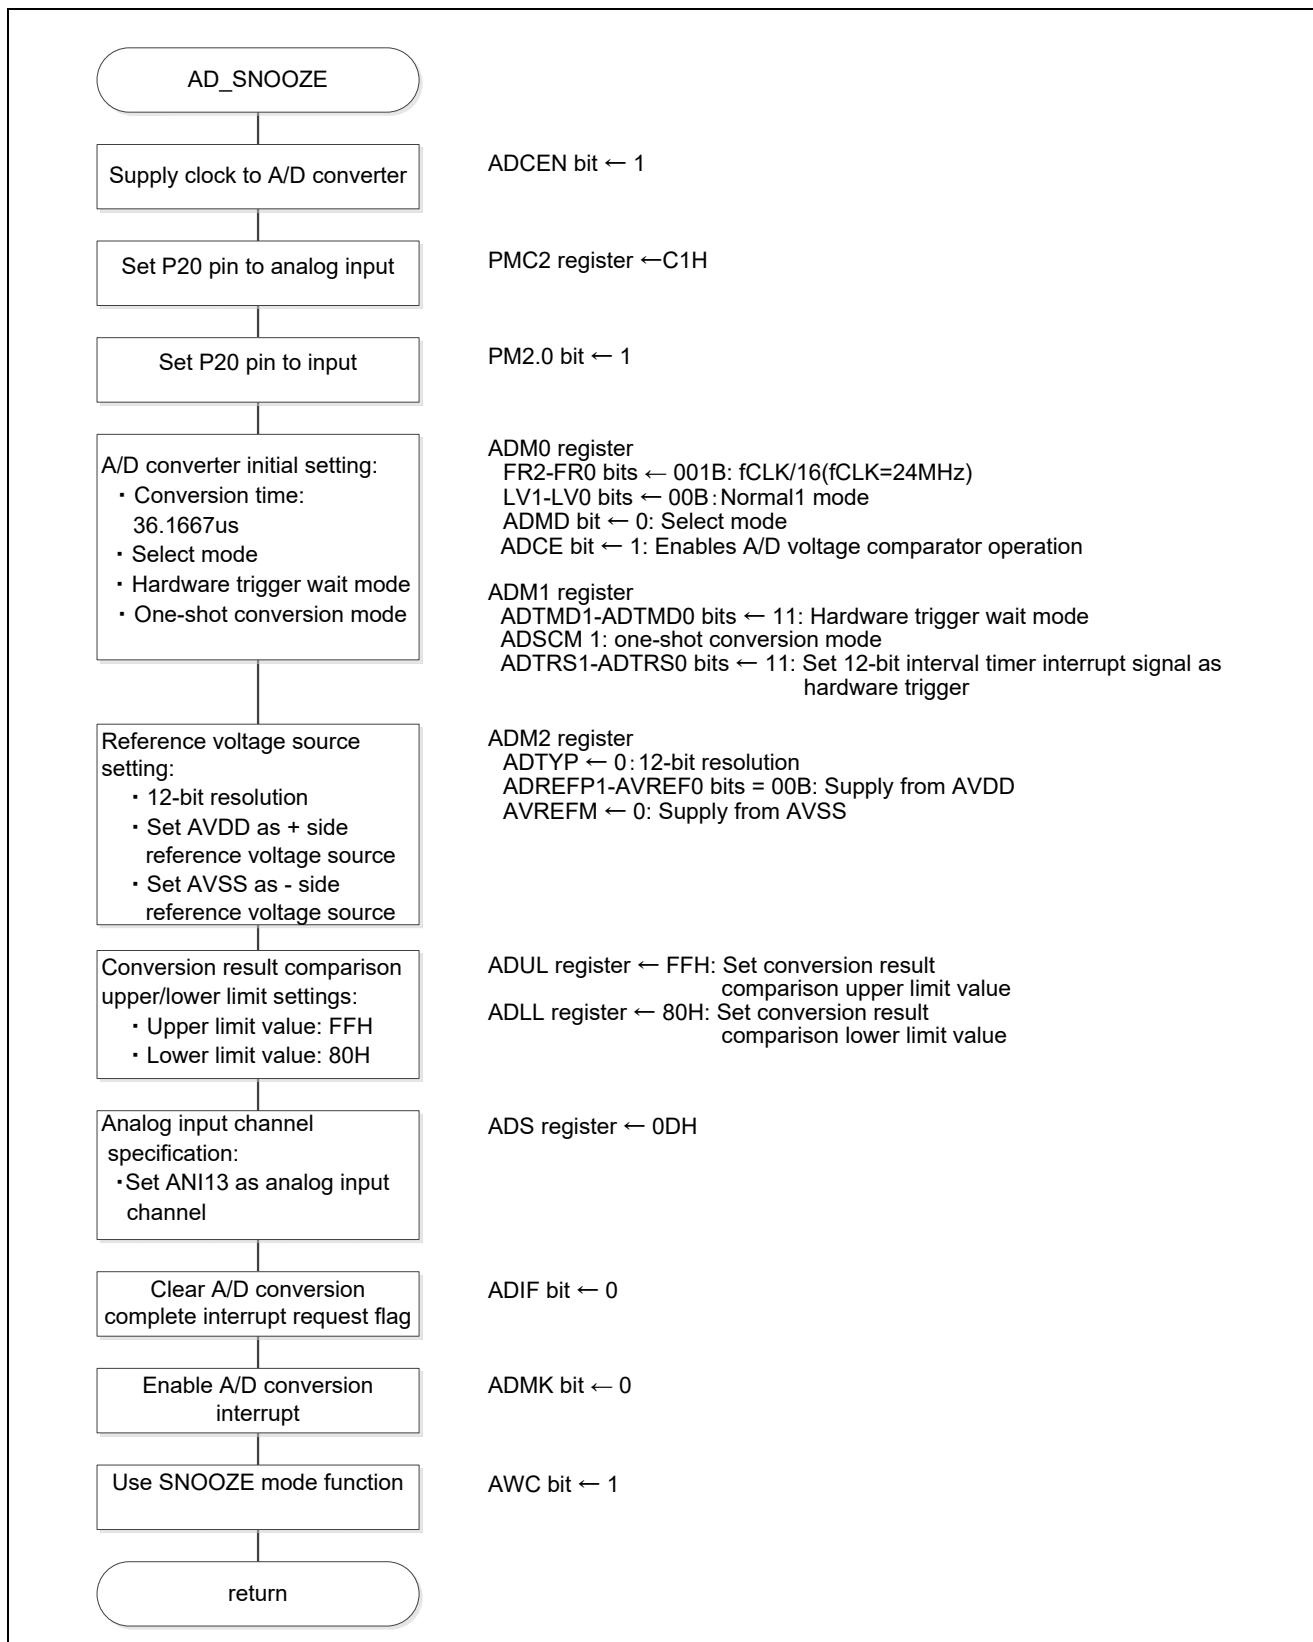 AD_SNOOZE
Supply clock to A/D converter
ADCEN bit ← 1
Set P20 pin to analog input
PMC2 register ←C1H
Set P20 pin to input
PM2.0 bit ← 1
A/D converter initial setting:
・Conversion time:
36.1667us
・Select mode
・Hardware trigger wait mode
・One-shot conversion mode
ADM0 register
FR2-FR0 bits ← 001B: fCLK/16(fCLK=24MHz)
LV1-LV0 bits ← 00B：Normal1 mode
ADMD bit ← 0: Select mode
ADCE bit ← 1: Enables A/D voltage comparator operation
ADM1 register
ADTMD1-ADTMD0 bits ← 11: Hardware trigger wait mode
ADSCM 1: one-shot conversion mode
ADTRS1-ADTRS0 bits ← 11: Set 12-bit interval timer interrupt signal as
hardware trigger
Reference voltage source
setting:
・12-bit resolution
・Set AVDD as + side
reference voltage source
・Set AVSS as - side
reference voltage source
ADM2 register
ADTYP ← 0：12-bit resolution
ADREFP1-AVREF0 bits = 00B: Supply from AVDD
AVREFM ← 0: Supply from AVSS
Conversion result comparison
upper/lower limit settings:
・Upper limit value: FFH
・Lower limit value: 80H
ADUL register ← FFH: Set conversion result
comparison upper limit value
ADLL register ← 80H: Set conversion result
comparison lower limit value
Analog input channel
specification:
・Set ANI13 as analog input
channel
ADS register ← 0DH
Clear A/D conversion
complete interrupt request flag
ADIF bit ← 0
Enable A/D conversion
interrupt
ADMK bit ← 0
Use SNOOZE mode function
AWC bit ← 1
return